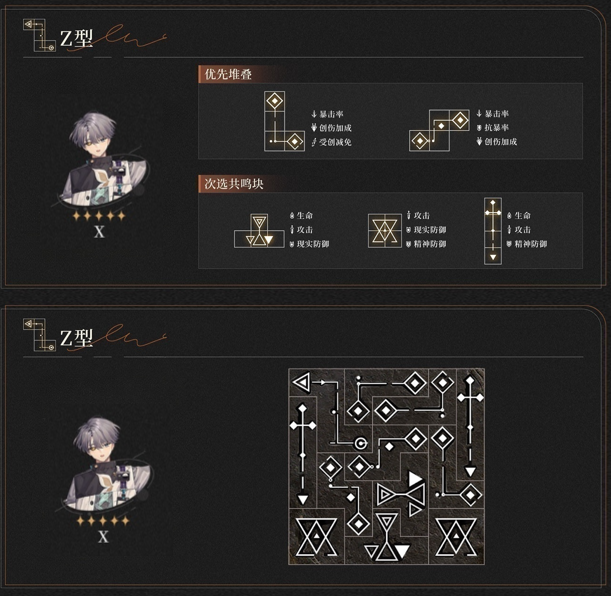 Z型
优先堆叠
暴击率
创伤加成
受创减免
暴击率
抗暴率
创伤加成
次选共鸣块
生命
攻击
现实防御
攻击
现实防御
精神防御
生命
攻击
精神防御
X
Z型
X